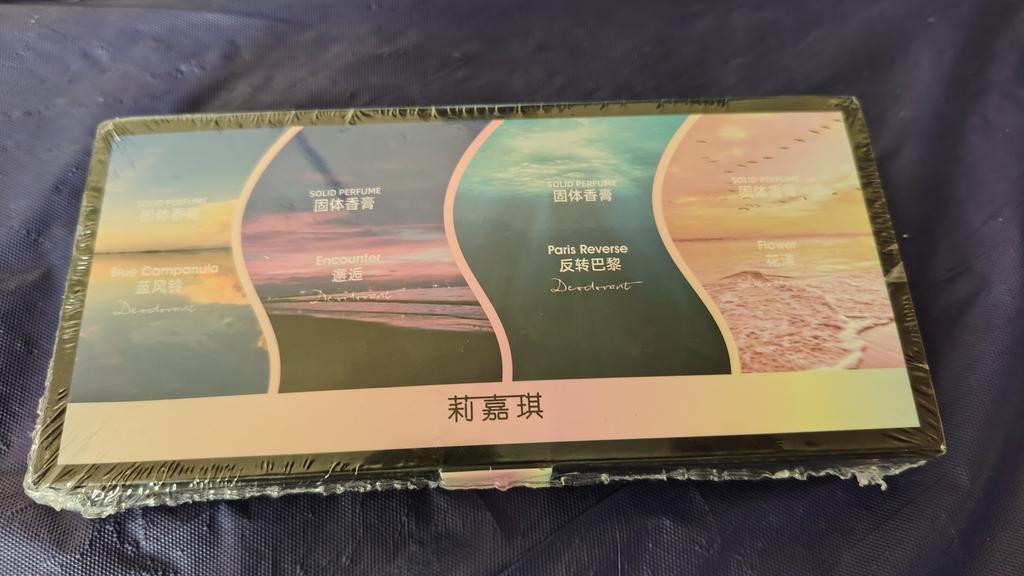 SOLID PERFUME
固体香膏
Blue Campanula
蓝风铃
Deodorant
SOLID PERFUME
固体香膏
Encounter
邂逅
Deodorant
SOLID PERFUME
固体香膏
Paris Reverse
反转巴黎
Deodorant
SOLID PERFUME
固体香膏
Flower
花漾
莉嘉琪